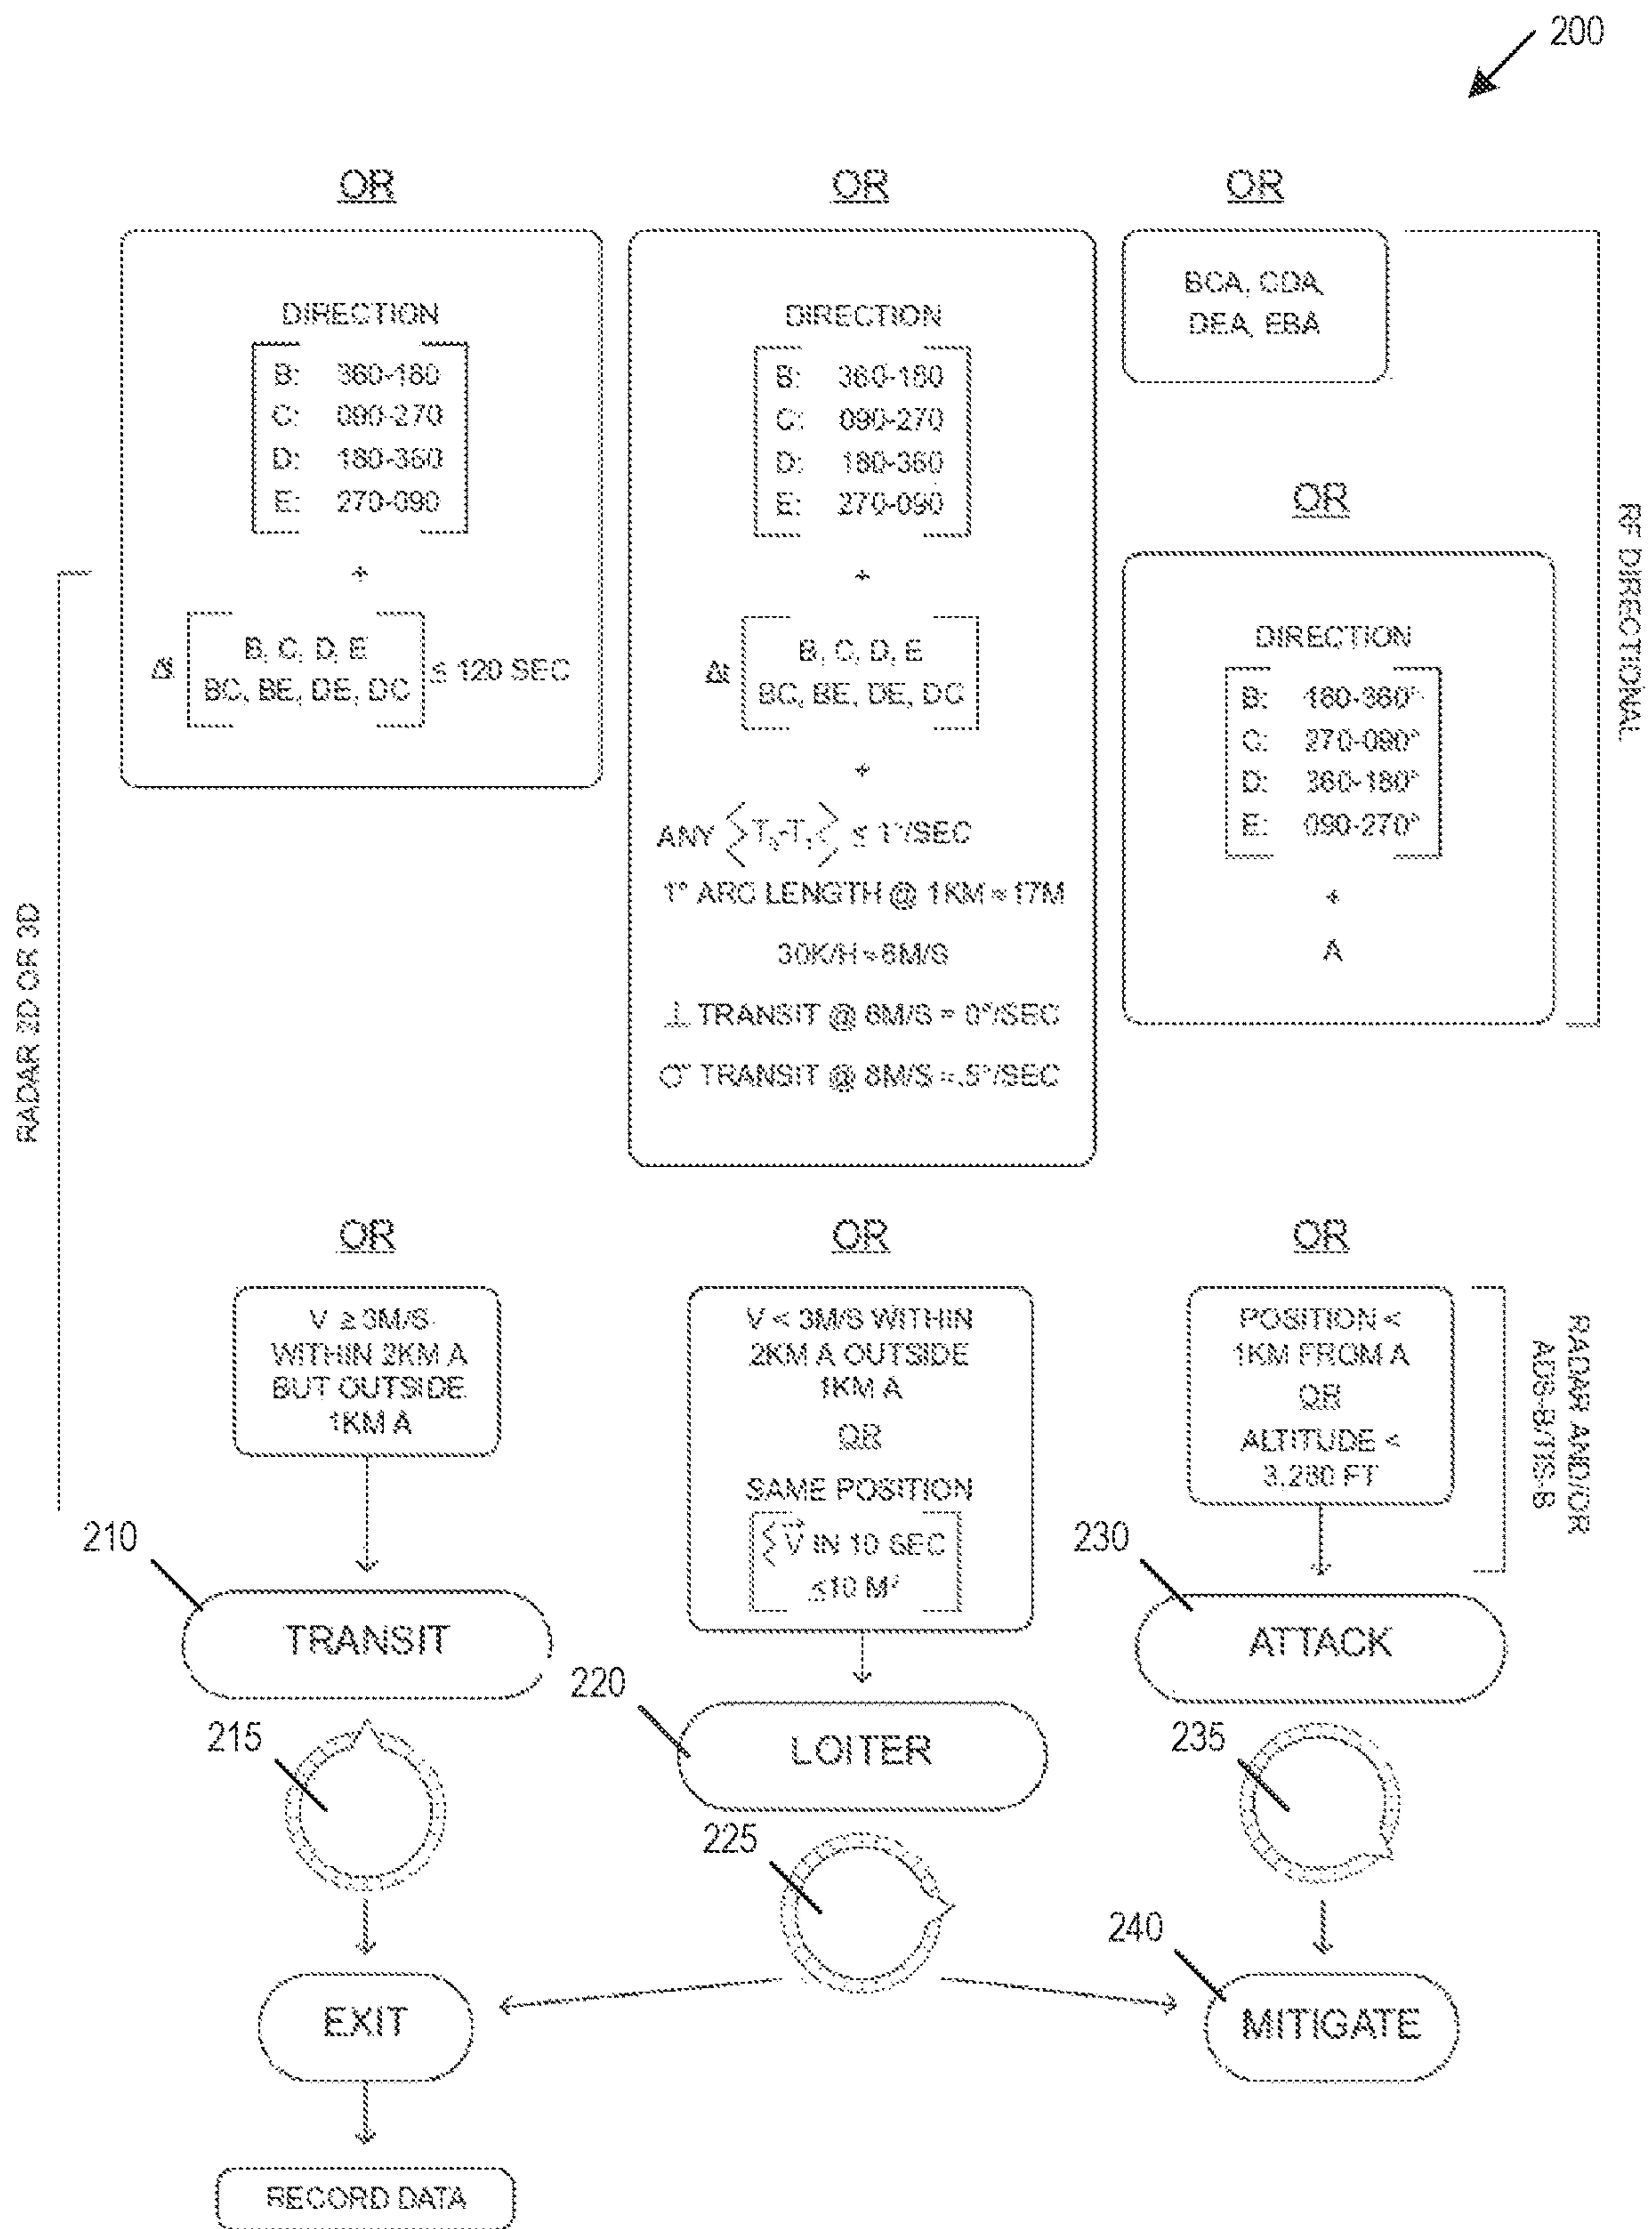 200
OR
DIRECTION
B: 360-180
C: 090-270
D: 180-360
E: 270-090
+
Δt
B, C, D, E
BC, BE, DE, DC
≤ 120 SEC
OR
DIRECTION
B: 360-180
C: 090-270
D: 180-360
E: 270-090
+
Δt
B, C, D, E
BC, BE, DE, DC
+
ANY T₀-T₁ ≤ 1°/SEC
1° ARC LENGTH @ 1KM ≈ 17M
30K/H ≈ 8M/S
⊥ TRANSIT @ 8M/S = 0°/SEC
TRANSIT @ 8M/S = .5°/SEC
OR
BCA, CDA,
DEA, EBA
OR
DIRECTION
B: 180-360°
C: 270-090°
D: 360-180°
E: 090-270°
+
A
RF DIRECTIONAL
RADAR 2D OR 3D
OR
V ≥ 3M/S
WITHIN 2KM A
BUT OUTSIDE
1KM A
OR
V < 3M/S WITHIN
2KM A OUTSIDE
1KM A
OR
SAME POSITION
V IN 10 SEC
≤10 M²
OR
POSITION <
1KM FROM A
OR
ALTITUDE <
3,280 FT
RADAR AND/OR
ADS-B/TIS-B
210
TRANSIT
215
220
LOITER
225
230
ATTACK
235
240
EXIT
MITIGATE
RECORD DATA